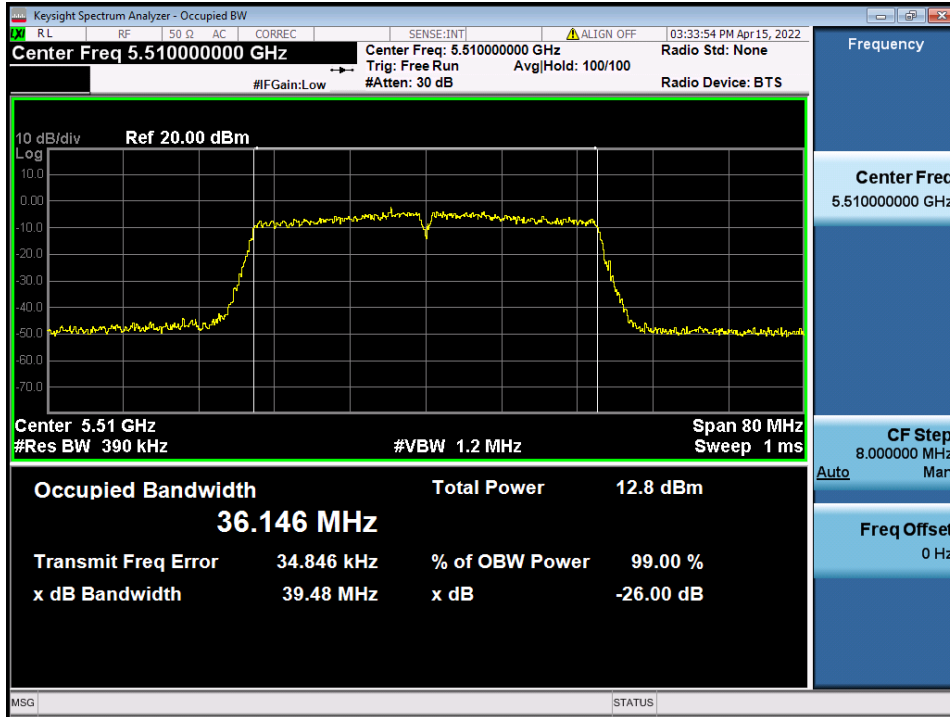 Keysight Spectrum Analyzer - Occupied BW
LXI RL RF 50 Ω AC CORREC SENSE:INT ALIGN OFF 03:33:54 PM Apr 15, 2022
Center Freq 5.510000000 GHz
Center Freq: 5.510000000 GHz
Radio Std: None
Trig: Free Run Avg|Hold: 100/100
#IFGain:Low
#Atten: 30 dB
Radio Device: BTS
10 dB/div Ref 20.00 dBm
Log
10.0
0.00
-10.0
-20.0
-30.0
-40.0
-50.0
-60.0
-70.0
Center 5.51 GHz Span 80 MHz
#Res BW 390 kHz #VBW 1.2 MHz Sweep 1 ms
Occupied Bandwidth Total Power 12.8 dBm
36.146 MHz
Transmit Freq Error 34.846 kHz % of OBW Power 99.00 %
x dB Bandwidth 39.48 MHz x dB -26.00 dB
MSG STATUS
Frequency
Center Freq
5.510000000 GHz
CF Step
8.000000 MHz
Auto Man
Freq Offset
0 Hz